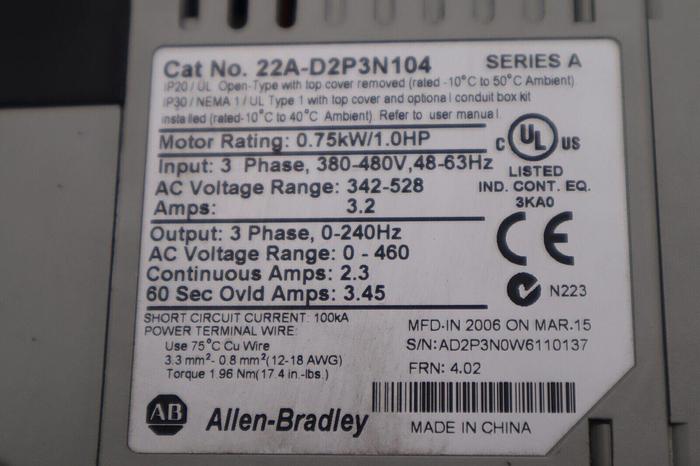 Cat No. 22A-D2P3N104 SERIES A
IP20 / UL Open-Type with top cover removed (rated -10°C to 50°C Ambient)
IP30 / NEMA 1 / UL Type 1 with top cover and optional conduit box kit
installed (rated-10°C to 40°C Ambient). Refer to user manual.
Motor Rating: 0.75kW/1.0HP
Input: 3 Phase, 380-480V,48-63Hz
AC Voltage Range: 342-528
Amps: 3.2
Output: 3 Phase, 0-240Hz
AC Voltage Range: 0 - 460
Continuous Amps: 2.3
60 Sec Ovld Amps: 3.45
SHORT CIRCUIT CURRENT: 100kA
POWER TERMINAL WIRE:
Use 75°C Cu Wire
3.3 mm²- 0.8 mm²(12-18 AWG)
Torque 1.96 Nm(17.4 in.-lbs.)
AB Allen-Bradley
C UL US
LISTED
IND. CONT. EQ.
3KA0
CE
N223
MFD-IN 2006 ON MAR.15
S/N: AD2P3N0W6110137
FRN: 4.02
MADE IN CHINA